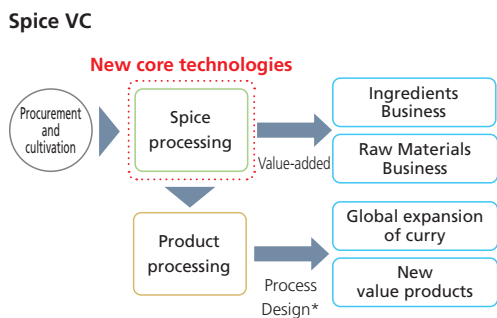 Spice VC
New core technologies
Procurement
and
cultivation
Spice
processing
Value-added
Ingredients
Business
Raw Materials
Business
Product
processing
Process
Design*
Global expansion
of curry
New
value products